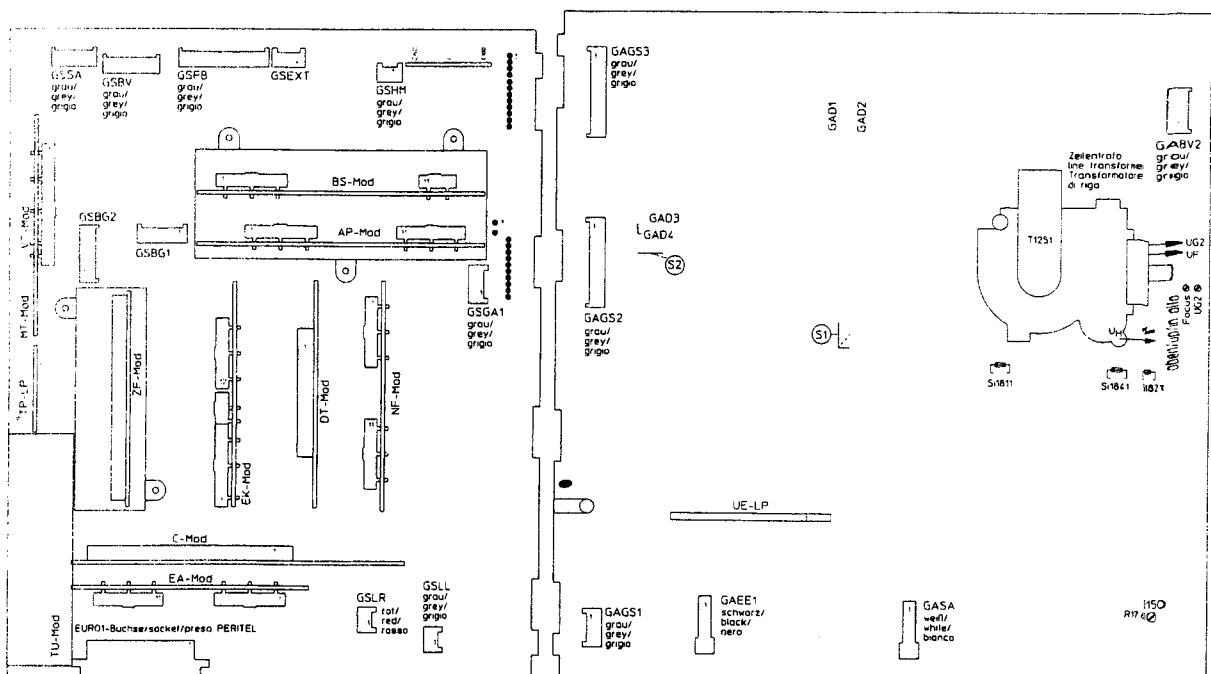 GSSA
grau/
grey/
grigio
GSBV
grau/
grey/
grigio
GSFB
grau/
grey/
grigio
GSEXT
GSHM
grau/
grey/
grigio
GAGS3
grau/
grey/
grigio
GAD1
GAD2
GABV2
grau/
grey/
grigio
Zeilentrafo
line transformer
Transformatore
di riga
BS-Mod
AP-Mod
GSBG2
GSBG1
GAD3
GAD4
S2
T1251
UG2
UF
GSGA1
grau/
grey/
grigio
GAGS2
grau/
grey/
grigio
S1
UH
Focus
UG2
MT-Mod
ZF-Mod
EK-Mod
DT-Mod
NF-Mod
Si1811
Si1841
UE-LP
C-Mod
EA-Mod
GSLR
rot/
red/
rosso
GSLL
grau/
grey/
grigio
GAGS1
grau/
grey/
grigio
GAEE1
schwarz/
black/
nero
GASA
weiß/
white/
bianco
EURO1-Buchse/socket/presa PERITEL
TU-Mod